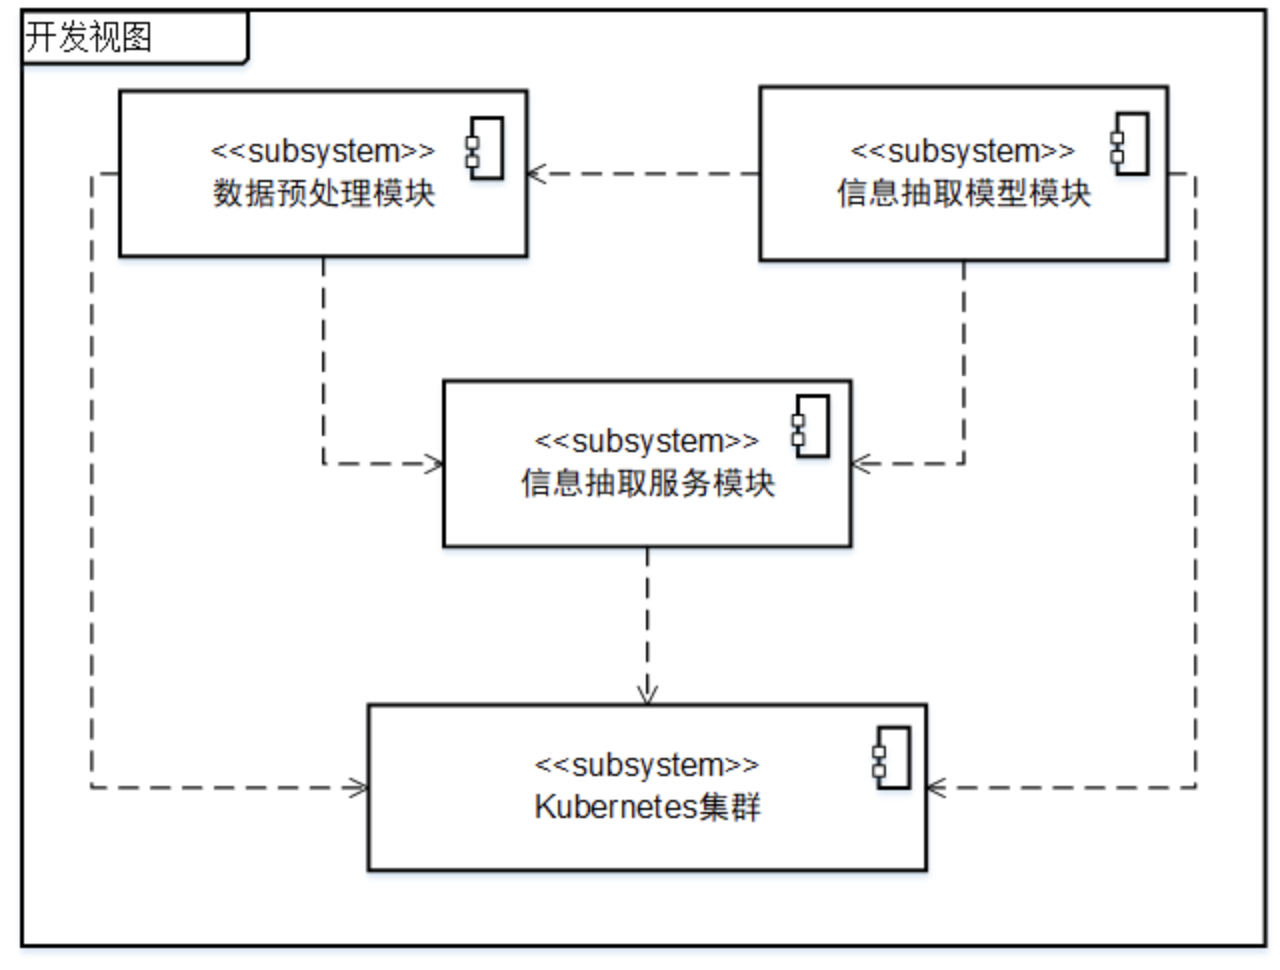 开发视图
<<subsystem>>
数据预处理模块
<<subsystem>>
信息抽取模型模块
<<subsystem>>
信息抽取服务模块
<<subsystem>>
Kubernetes集群